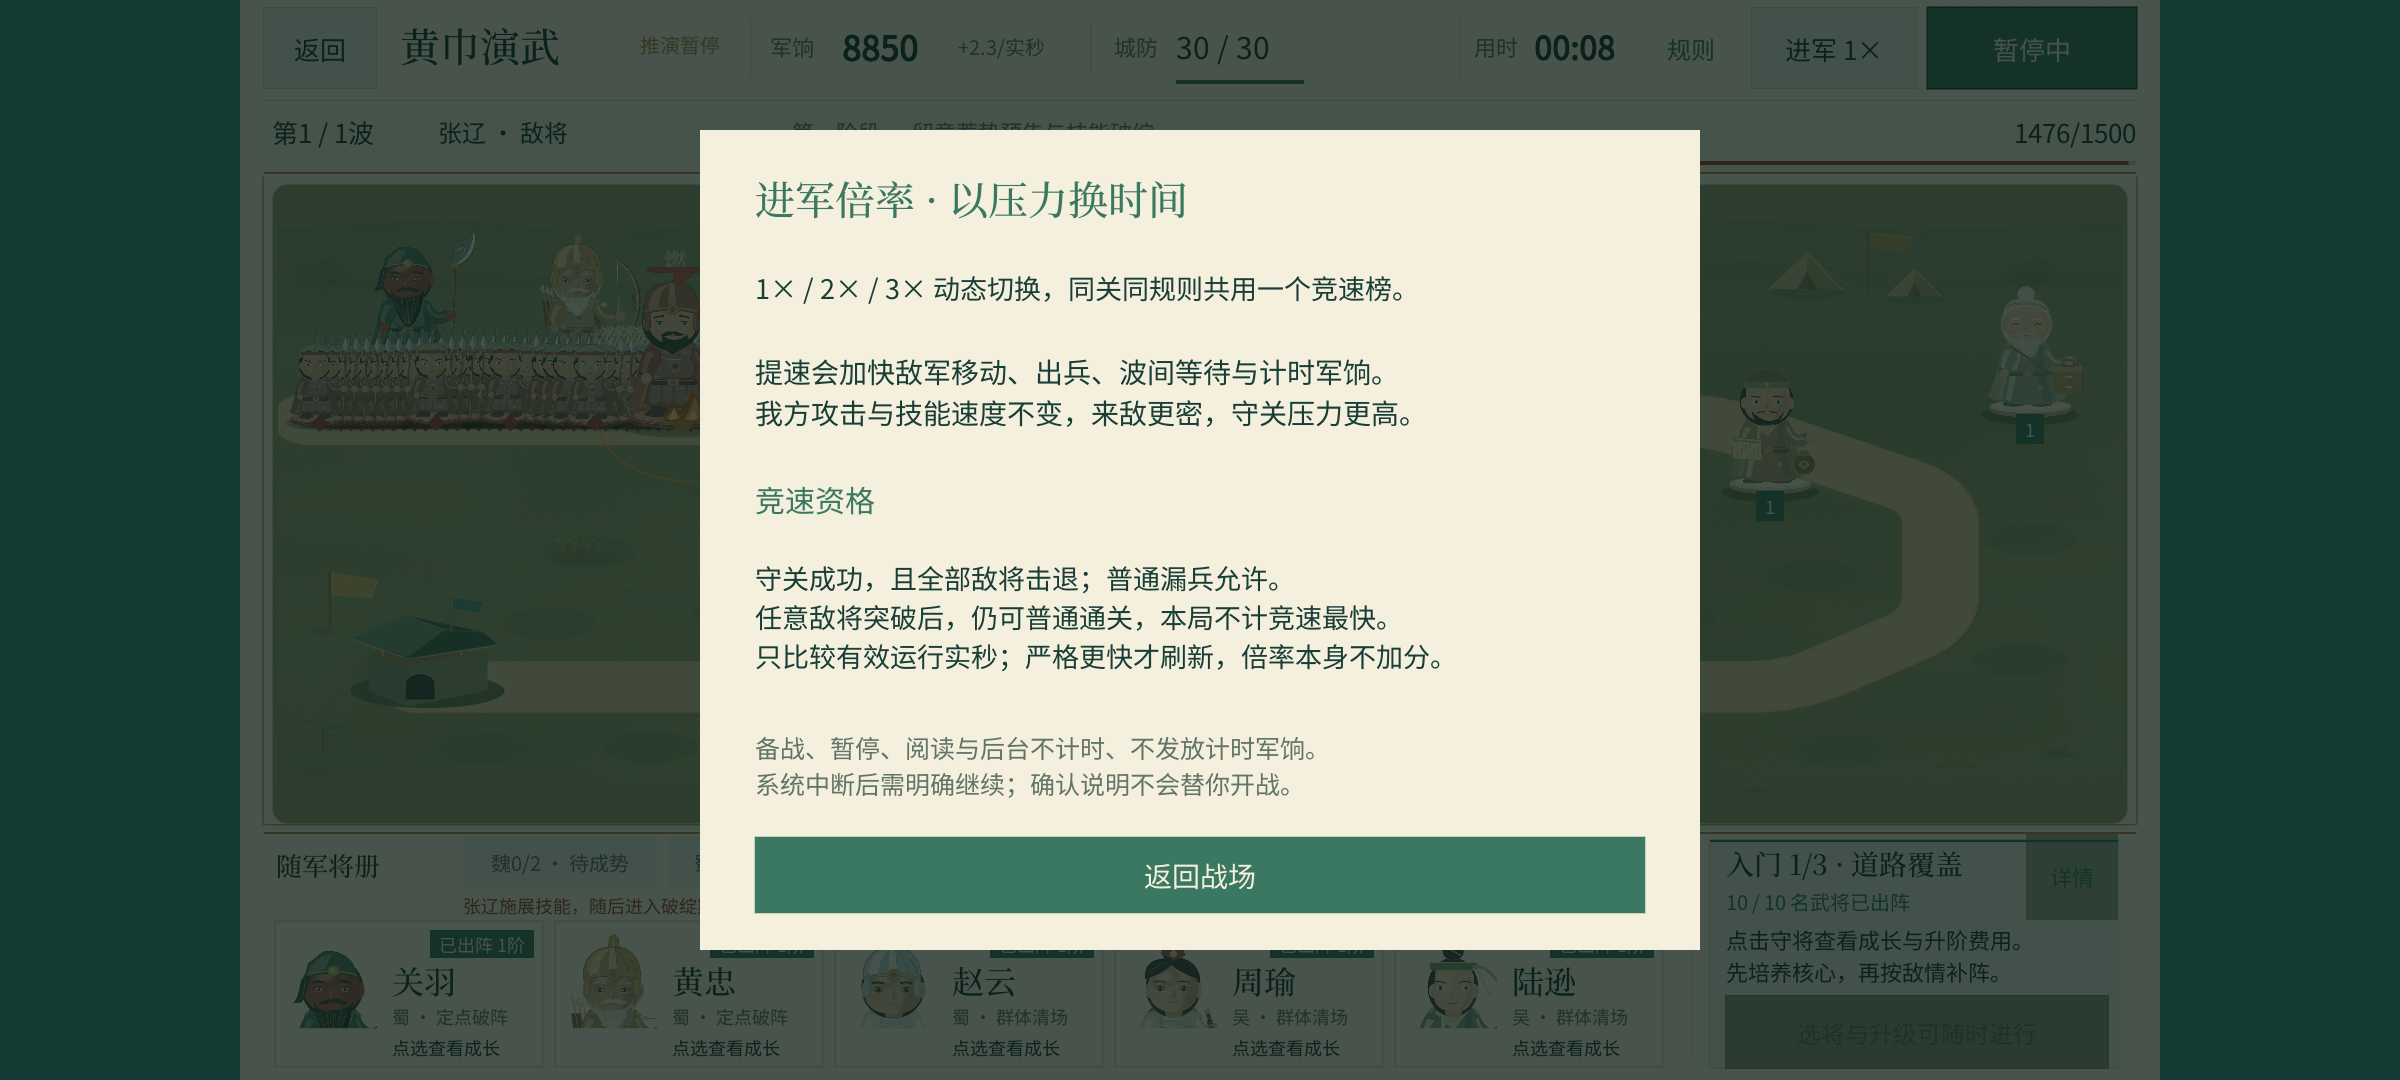 返回
黄巾演武
推演暂停
军饷 8850 +2.3/实秒
城防 30 / 30
用时 00:08
规则
进军 1×
暂停中
第1 / 1波
张辽 · 敌将
1476/1500
燃
进军倍率 · 以压力换时间
1× / 2× / 3× 动态切换，同关同规则共用一个竞速榜。
提速会加快敌军移动、出兵、波间等待与计时军饷。
我方攻击与技能速度不变，来敌更密，守关压力更高。
竞速资格
守关成功，且全部敌将击退；普通漏兵允许。
任意敌将突破后，仍可普通通关，本局不计竞速最快。
只比较有效运行实秒；严格更快才刷新，倍率本身不加分。
备战、暂停、阅读与后台不计时、不发放计时军饷。
系统中断后需明确继续；确认说明不会替你开战。
返回战场
1
1
随军将册
魏0/2 · 待成势
张辽施展技能，随后进入破绽
已出阵 1阶
关羽
蜀 · 定点破阵
点选查看成长
黄忠
蜀 · 定点破阵
点选查看成长
赵云
蜀 · 群体清场
点选查看成长
周瑜
吴 · 群体清场
点选查看成长
陆逊
吴 · 群体清场
点选查看成长
入门 1/3 · 道路覆盖
详情
10 / 10 名武将已出阵
点击守将查看成长与升阶费用。
先培养核心，再按敌情补阵。
选将与升级可随时进行